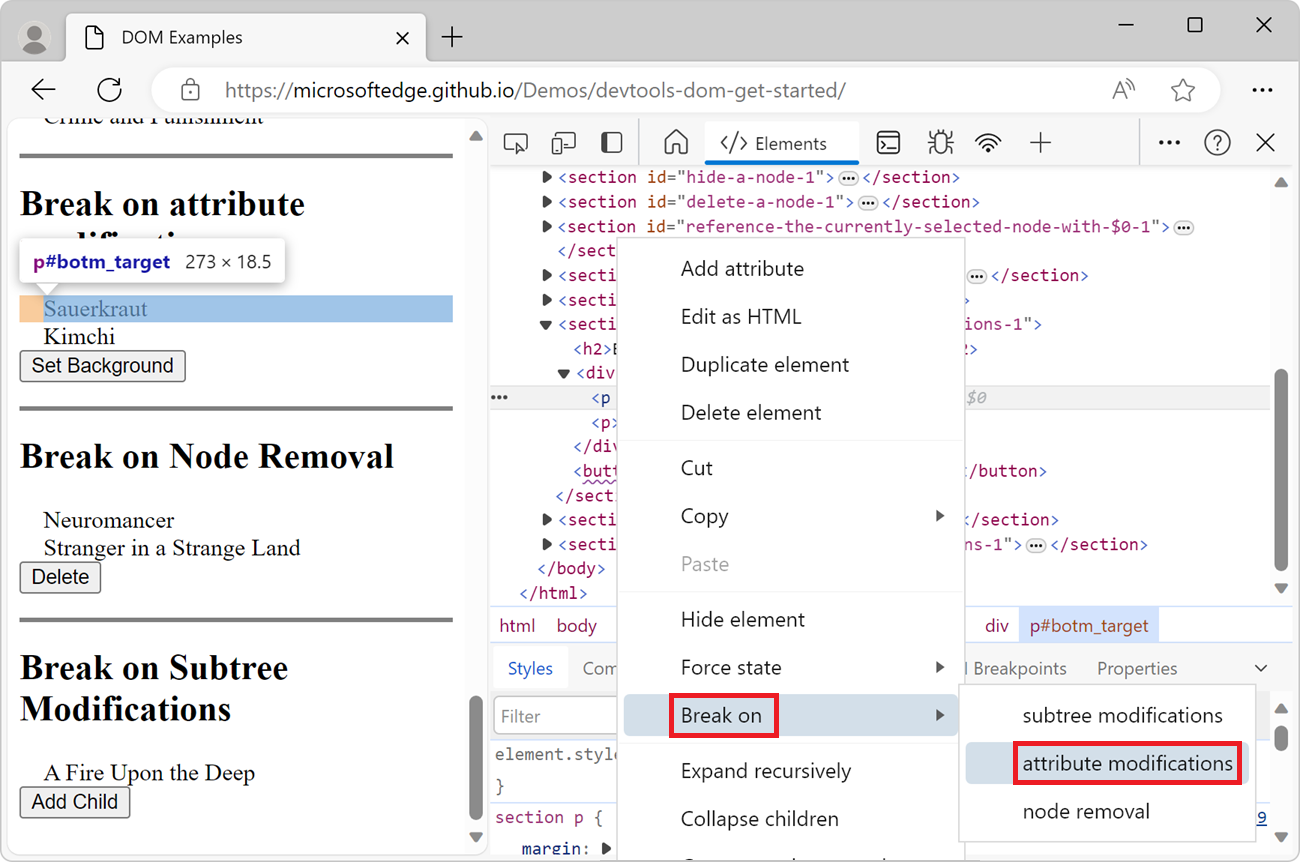 DOM Examples
https://microsoftedge.github.io/Demos/devtools-dom-get-started/
Crime and Punishment
Break on attribute
p#botm_target 273 × 18.5
Sauerkraut
Kimchi
Set Background
Break on Node Removal
Neuromancer
Stranger in a Strange Land
Delete
Break on Subtree
Modifications
A Fire Upon the Deep
Add Child
</> Elements
<section id="hide-a-node-1"> … </section>
<section id="delete-a-node-1"> … </section>
<section id="reference-the-currently-selected-node-with-$0-1"> …
</sect
<secti … </section>
<secti >
<secti ions-1">
<h2> 2>
<div
<p $0
<p>
</div
<butt /button>
</secti
<secti </section>
<secti ns-1"> … </section>
</body>
</html>
html body div p#botm_target
Styles Com Breakpoints Properties
Filter
element.style
}
section p { 9
margin:
Add attribute
Edit as HTML
Duplicate element
Delete element
Cut
Copy
Paste
Hide element
Force state
Break on
Expand recursively
Collapse children
subtree modifications
attribute modifications
node removal